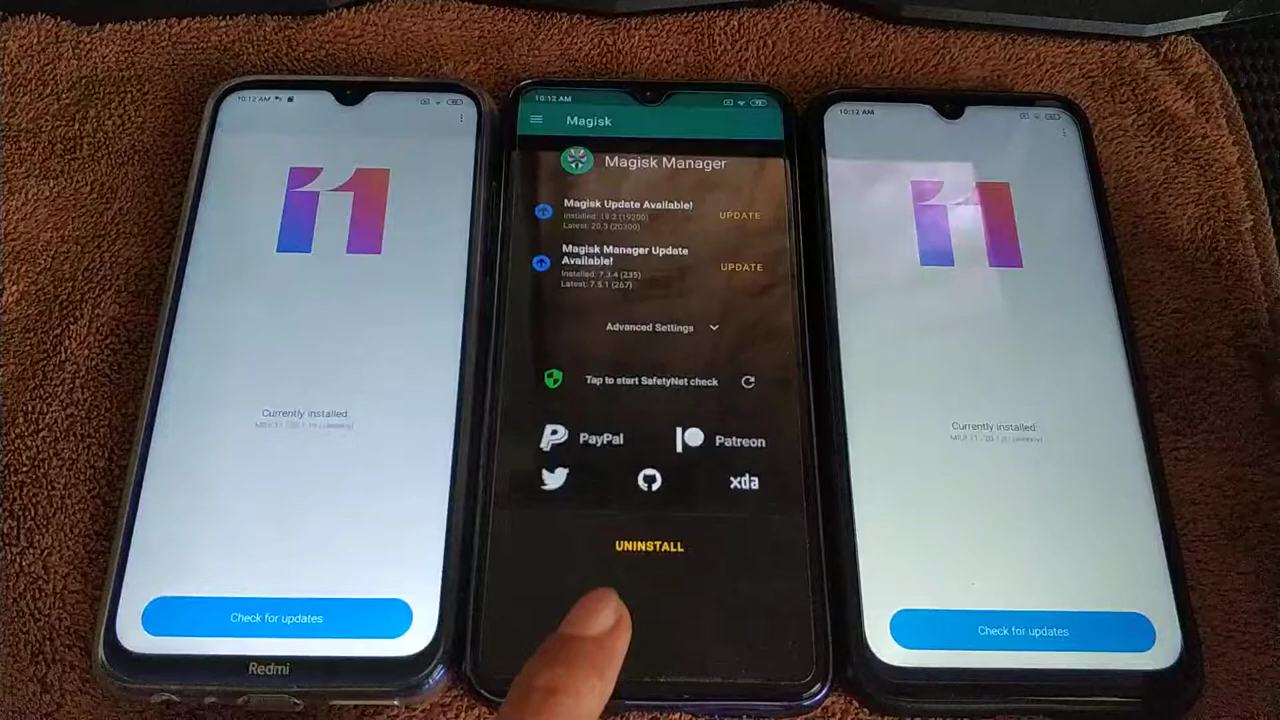 10:12 AM
11
Currently installed:
Check for updates
Redmi
10:12 AM
Magisk
Magisk Manager
Magisk Update Available!
Installed: 19.2 (19200)
Latest: 20.3 (20300)
UPDATE
Magisk Manager Update
Available!
Installed: 7.3.4 (235)
Latest: 7.5.1 (267)
UPDATE
Advanced Settings
Tap to start SafetyNet check
PayPal
Patreon
xda
UNINSTALL
10:12 AM
11
Currently installed:
Check for updates